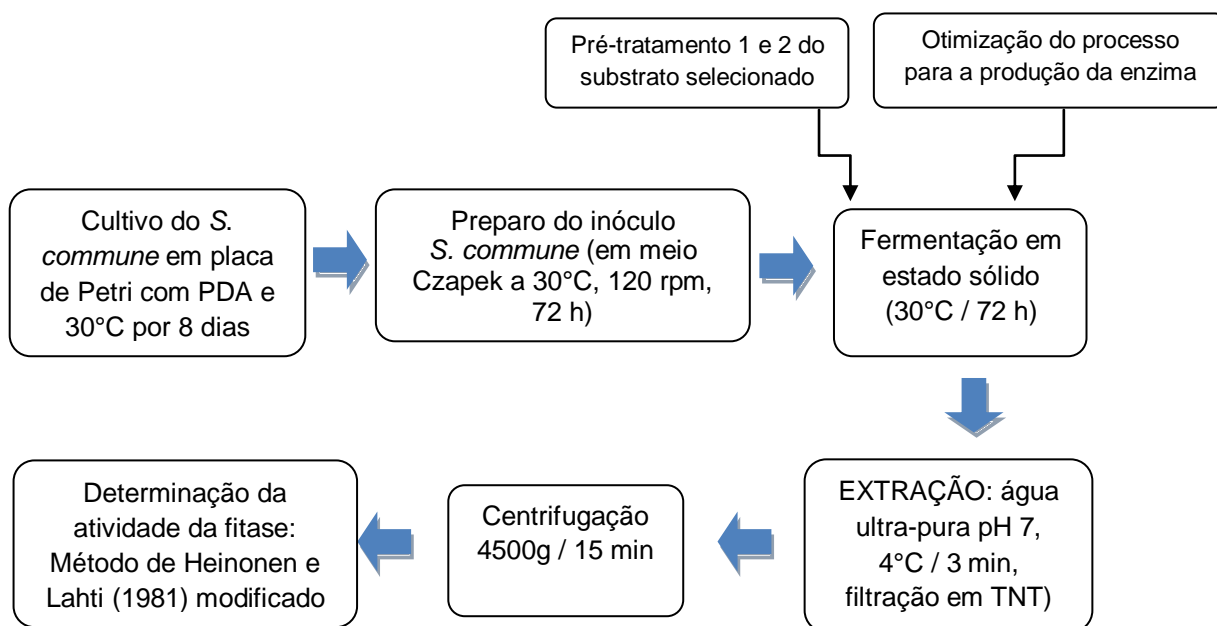 Pré-tratamento 1 e 2 do
substrato selecionado
Otimização do processo
para a produção da enzima
Cultivo do S.
commune em placa
de Petri com PDA e
30°C por 8 dias
Preparo do inóculo
S. commune (em meio
Czapek a 30°C, 120 rpm,
72 h)
Fermentação em
estado sólido
(30°C / 72 h)
EXTRAÇÃO: água
ultra-pura pH 7,
4°C / 3 min,
filtração em TNT)
Centrifugação
4500g / 15 min
Determinação da
atividade da fitase:
Método de Heinonen e
Lahti (1981) modificado